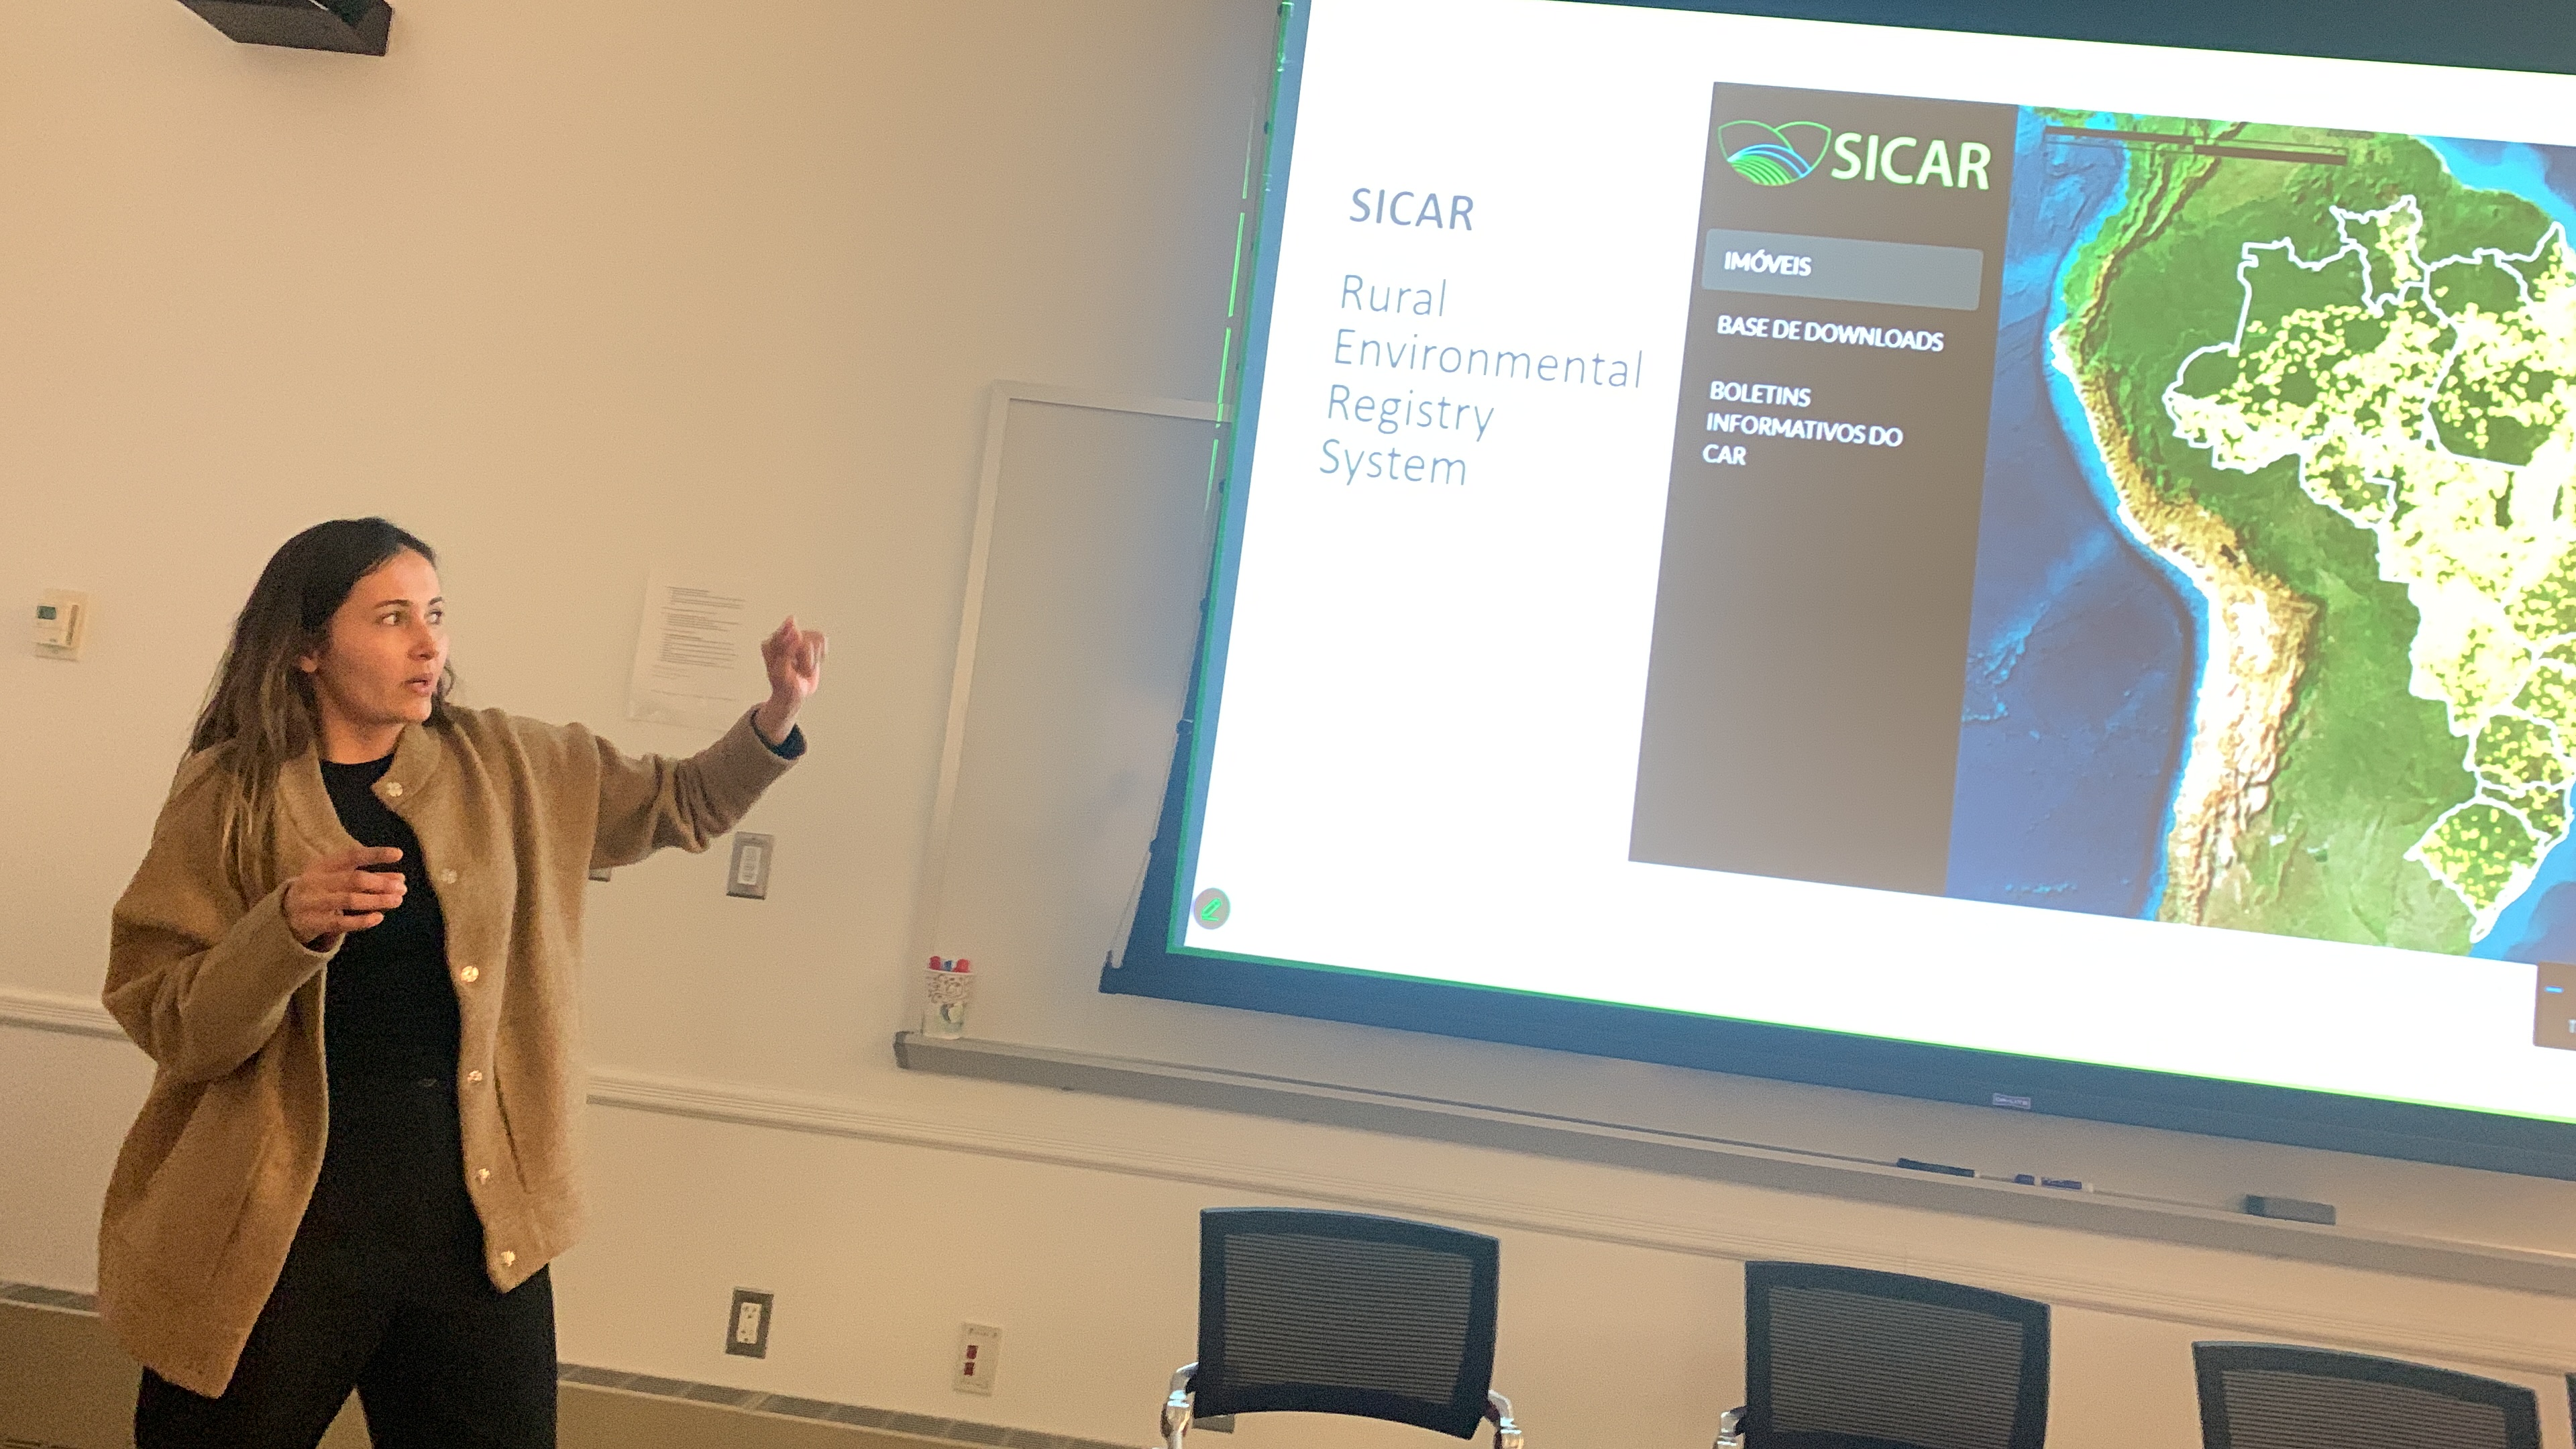 SICAR
Rural
Environmental
Registry
System
SICAR
IMÓVEIS
BASE DE DOWNLOADS
BOLETINS
INFORMATIVOS DO
CAR